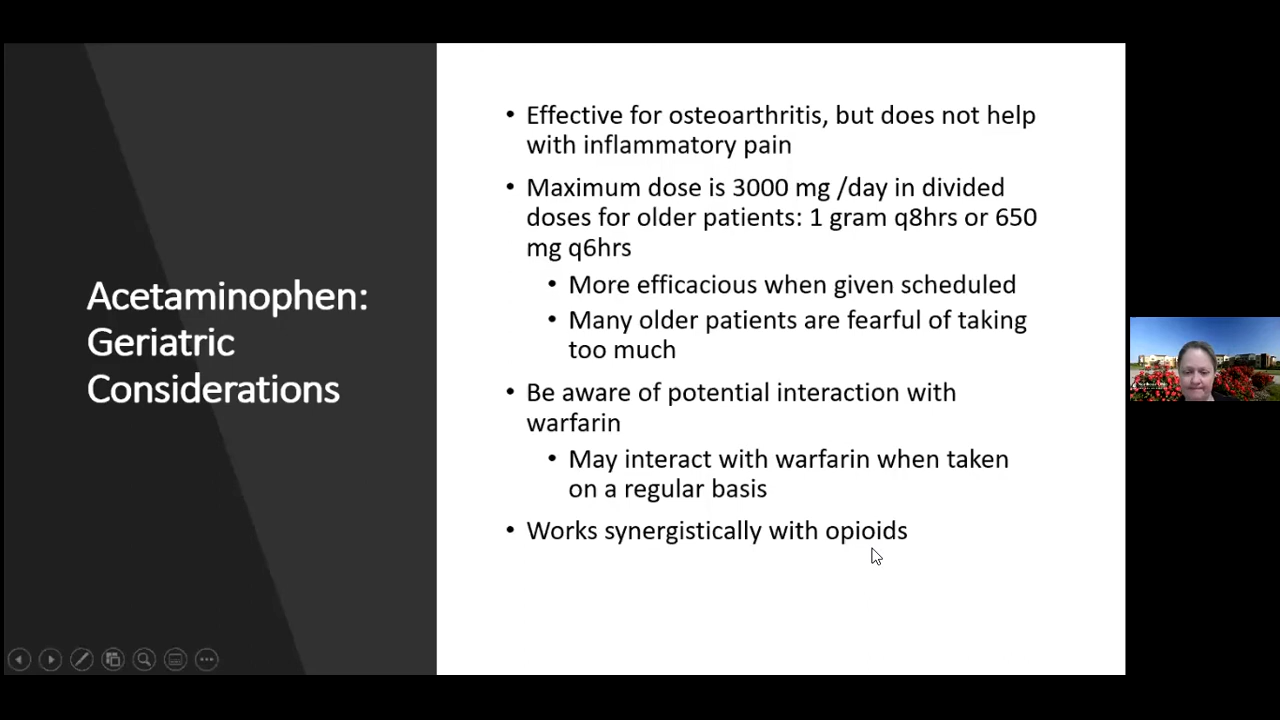 Acetaminophen:
Geriatric
Considerations
• Effective for osteoarthritis, but does not help
with inflammatory pain
• Maximum dose is 3000 mg /day in divided
doses for older patients: 1 gram q8hrs or 650
mg q6hrs
• More efficacious when given scheduled
• Many older patients are fearful of taking
too much
• Be aware of potential interaction with
warfarin
• May interact with warfarin when taken
on a regular basis
• Works synergistically with opioids